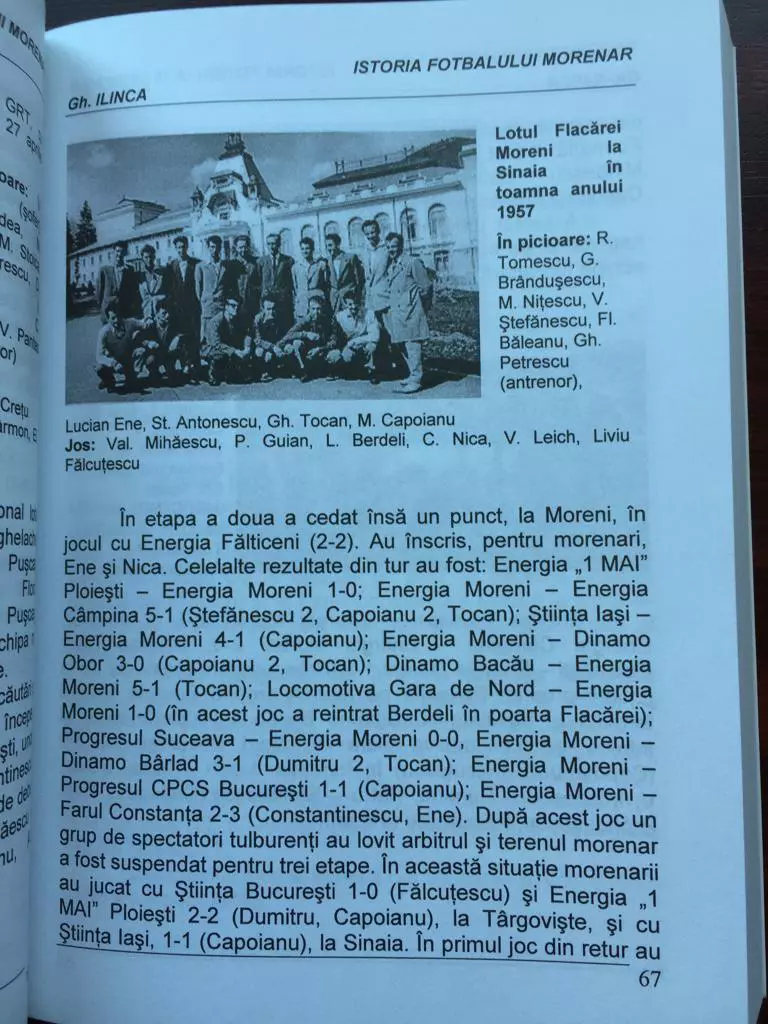 ISTORIA FOTBALULUI MORENAR
Gh. ILINCA
Lotul Flacărei
Moreni la
Sinaia în
toamna anului
1957
În picioare: R.
Tomescu, G.
Brânduşescu,
M. Niţescu, V.
Ştefănescu, Fl.
Băleanu, Gh.
Petrescu
(antrenor),
Lucian Ene, St. Antonescu, Gh. Tocan, M. Capoianu
Jos: Val. Mihăescu, P. Guian, L. Berdeli, C. Nica, V. Leich, Liviu
Fălcuţescu
În etapa a doua a cedat însă un punct, la Moreni, în
jocul cu Energia Fălticeni (2-2). Au înscris, pentru morenari,
Ene şi Nica. Celelalte rezultate din tur au fost: Energia „1 MAI”
Ploieşti – Energia Moreni 1-0; Energia Moreni – Energia
Câmpina 5-1 (Ştefănescu 2, Capoianu 2, Tocan); Ştiinţa Iaşi –
Energia Moreni 4-1 (Capoianu); Energia Moreni – Dinamo
Obor 3-0 (Capoianu 2, Tocan); Dinamo Bacău – Energia
Moreni 5-1 (Tocan); Locomotiva Gara de Nord – Energia
Moreni 1-0 (în acest joc a reintrat Berdeli în poarta Flacărei);
Progresul Suceava – Energia Moreni 0-0, Energia Moreni –
Dinamo Bârlad 3-1 (Dumitru 2, Tocan); Energia Moreni –
Progresul CPCS Bucureşti 1-1 (Capoianu); Energia Moreni –
Farul Constanţa 2-3 (Constantinescu, Ene). După acest joc un
grup de spectatori tulburenţi au lovit arbitrul şi terenul morenar
a fost suspendat pentru trei etape. În această situaţie morenarii
au jucat cu Ştiinţa Bucureşti 1-0 (Fălcuţescu) şi Energia „1
MAI” Ploieşti 2-2 (Dumitru, Capoianu), la Târgovişte, şi cu
Ştiinţa Iaşi, 1-1 (Capoianu), la Sinaia. În primul joc din retur au
67